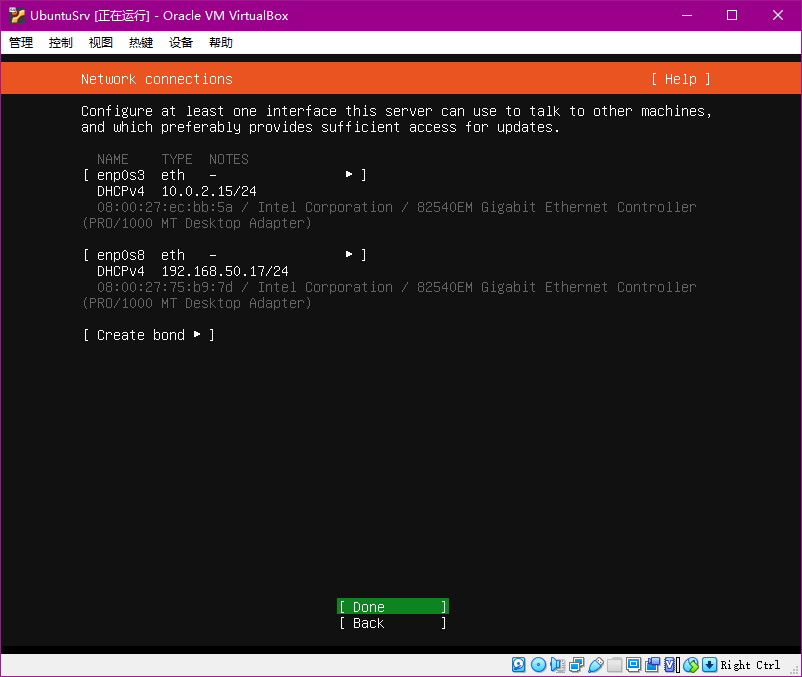 UbuntuSrv [正在运行] - Oracle VM VirtualBox
管理 控制 视图 热键 设备 帮助
Network connections [ Help ]
Configure at least one interface this server can use to talk to other machines,
and which preferably provides sufficient access for updates.
NAME TYPE NOTES
[ enp0s3 eth - ▸ ]
DHCPv4 10.0.2.15/24
08:00:27:ec:bb:5a / Intel Corporation / 82540EM Gigabit Ethernet Controller
(PRO/1000 MT Desktop Adapter)
[ enp0s8 eth - ▸ ]
DHCPv4 192.168.50.17/24
08:00:27:75:b9:7d / Intel Corporation / 82540EM Gigabit Ethernet Controller
(PRO/1000 MT Desktop Adapter)
[ Create bond ▸ ]
[ Done ]
[ Back ]
Right Ctrl